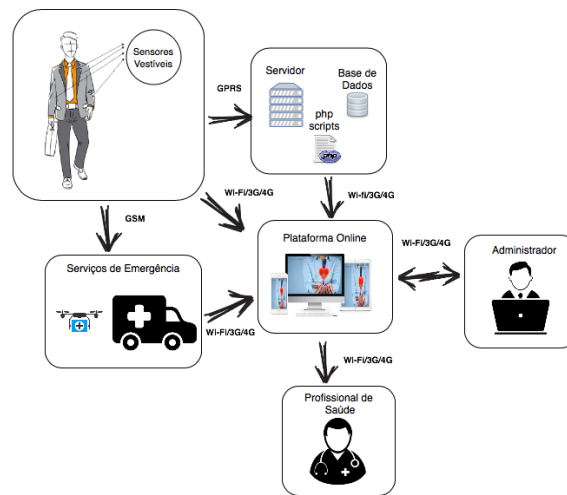 Sensores
Vestíveis
GPRS
Servidor
Base de
Dados
php
scripts
php
Wi-Fi/3G/4G
Wi-fi/3G/4G
GSM
Plataforma Online
Wi-Fi/3G/4G
Administrador
Serviços de Emergência
Wi-Fi/3G/4G
Wi-Fi/3G/4G
Profissional de
Saúde